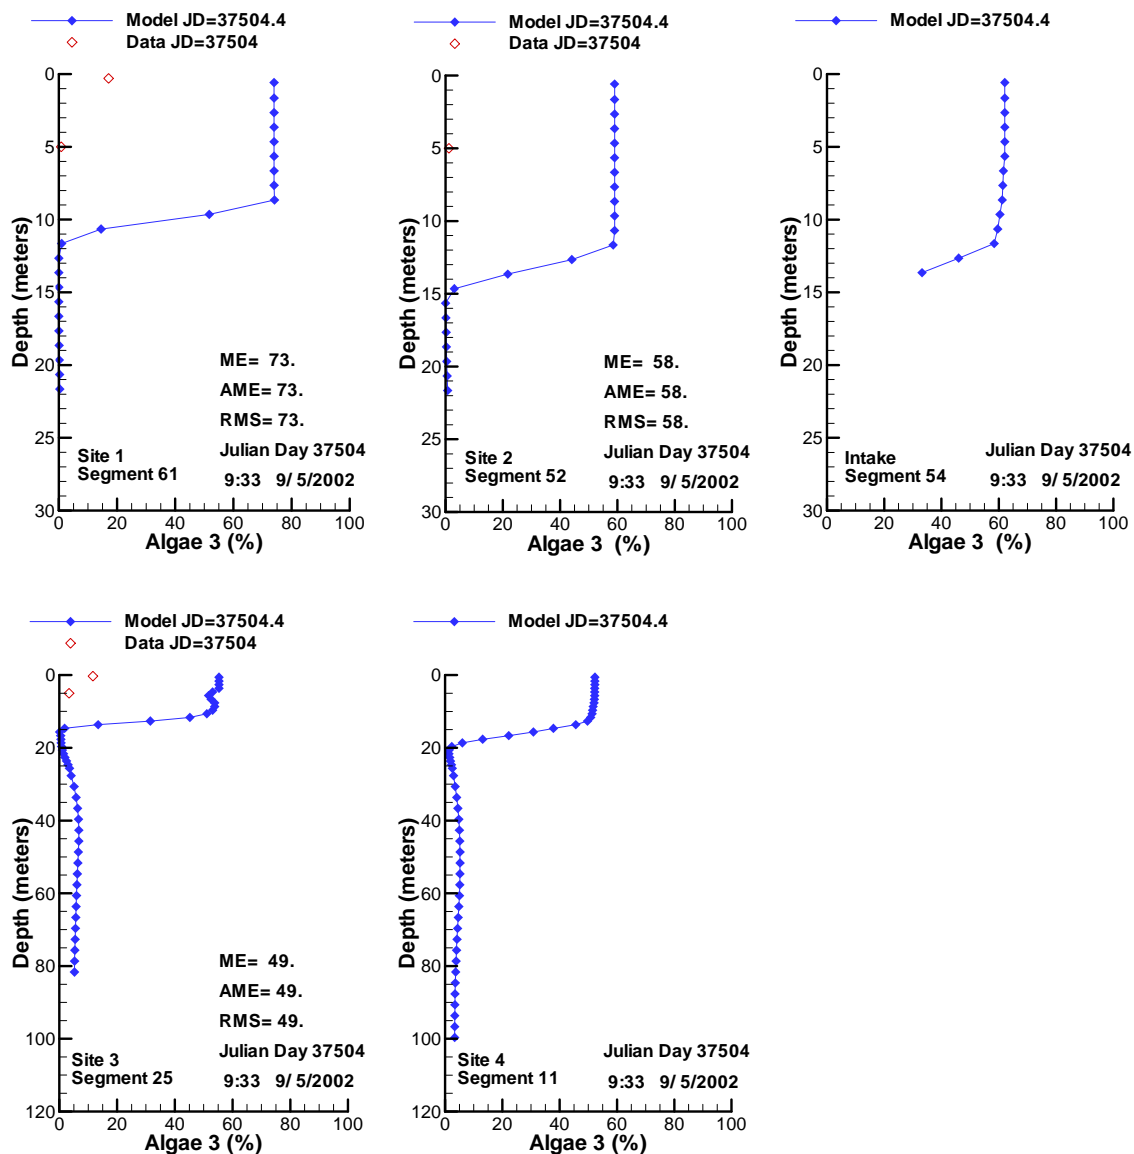 Model JD=37504.4
Data JD=37504
0
5
10
15
20
25
30
Depth (meters)
ME= 73.
AME= 73.
RMS= 73.
Site 1
Segment 61
Julian Day 37504
9:33 9/ 5/2002
0 20 40 60 80 100
Algae 3 (%)
Model JD=37504.4
Data JD=37504
0
5
10
15
20
25
30
Depth (meters)
ME= 58.
AME= 58.
RMS= 58.
Site 2
Segment 52
Julian Day 37504
9:33 9/ 5/2002
0 20 40 60 80 100
Algae 3 (%)
Model JD=37504.4
0
5
10
15
20
25
30
Depth (meters)
Intake
Segment 54
Julian Day 37504
9:33 9/ 5/2002
0 20 40 60 80 100
Algae 3 (%)
Model JD=37504.4
Data JD=37504
0
20
40
60
80
100
120
Depth (meters)
ME= 49.
AME= 49.
RMS= 49.
Site 3
Segment 25
Julian Day 37504
9:33 9/ 5/2002
0 20 40 60 80 100
Algae 3 (%)
Model JD=37504.4
0
20
40
60
80
100
120
Depth (meters)
Site 4
Segment 11
Julian Day 37504
9:33 9/ 5/2002
0 20 40 60 80 100
Algae 3 (%)